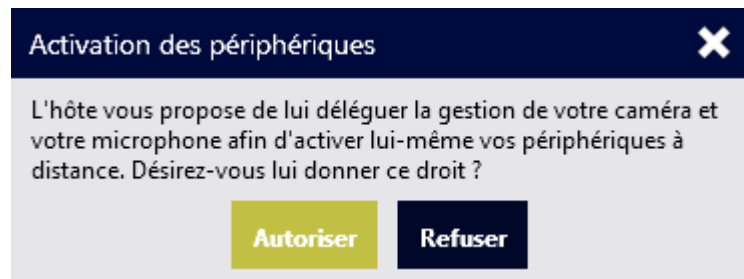 Activation des périphériques
L'hôte vous propose de lui déléguer la gestion de votre caméra et
votre microphone afin d'activer lui-même vos périphériques à
distance. Désirez-vous lui donner ce droit ?
Autoriser Refuser